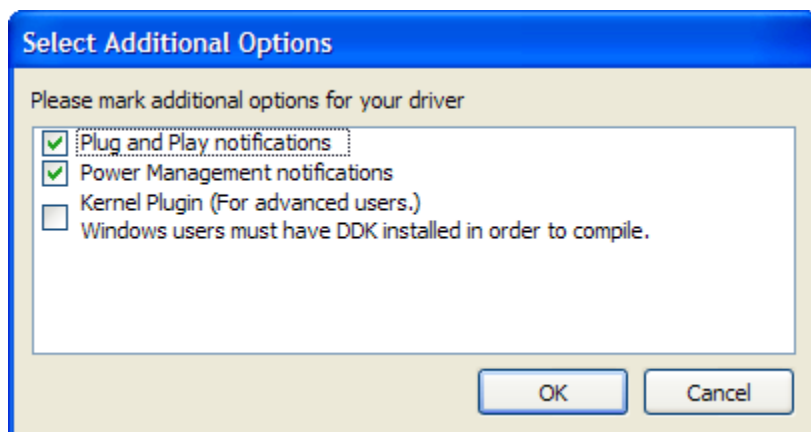 Select Additional Options
Please mark additional options for your driver
Plug and Play notifications
Power Management notifications
Kernel Plugin (For advanced users.)
Windows users must have DDK installed in order to compile.
OK
Cancel